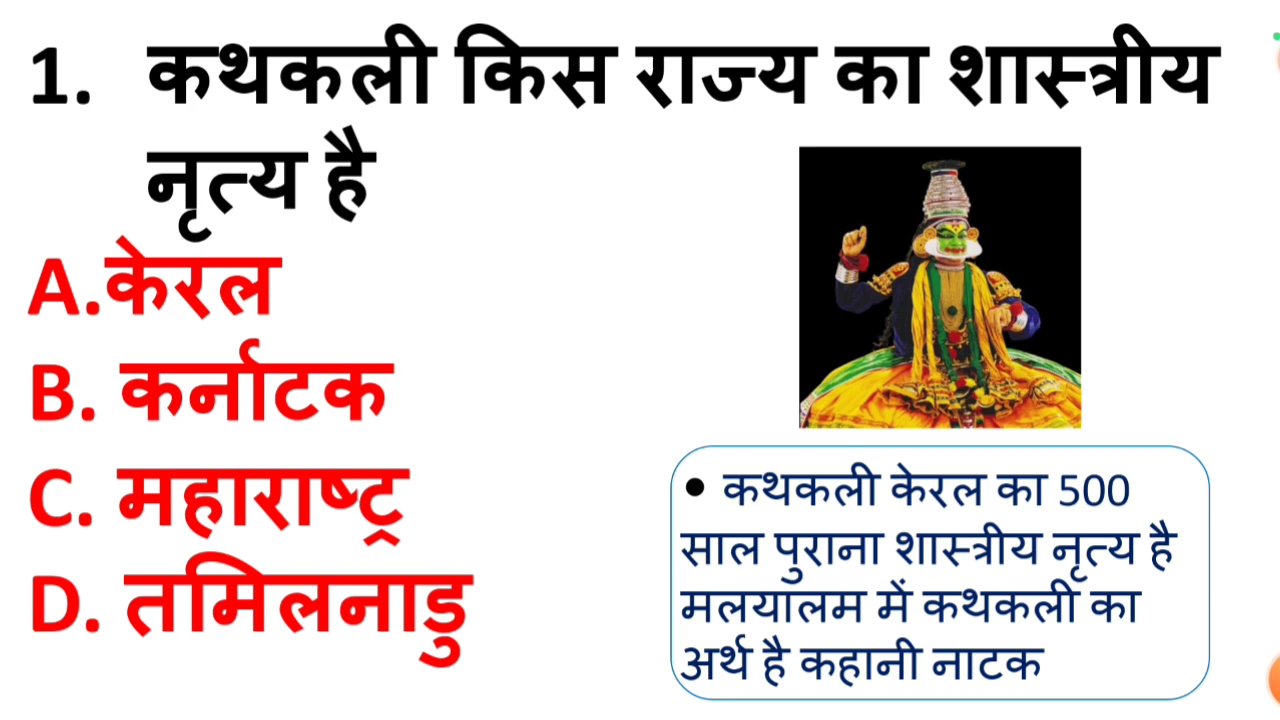 1. कथकली किस राज्य का शास्त्रीय
नृत्य है
A.केरल
B. कर्नाटक
C. महाराष्ट्र
D. तमिलनाडु
• कथकली केरल का 500
साल पुराना शास्त्रीय नृत्य है
मलयालम में कथकली का
अर्थ है कहानी नाटक